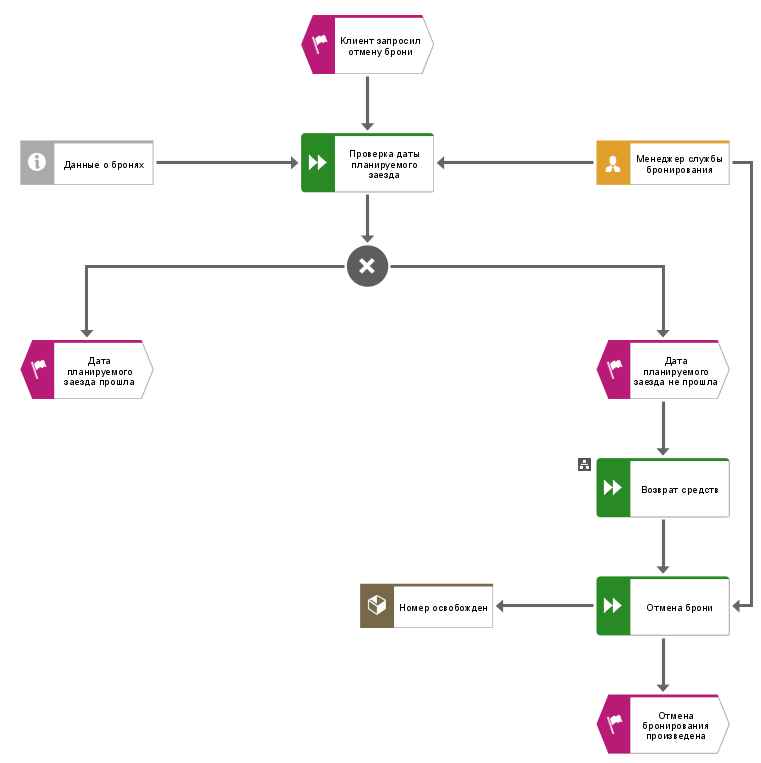 Клиент запросил
отмену брони
Данные о бронях
Проверка даты
планируемого
заезда
Менеджер службы
бронирования
Дата
планируемого
заезда прошла
Дата
планируемого
заезда не прошла
Возврат средств
Номер освобожден
Отмена брони
Отмена
бронирования
произведена